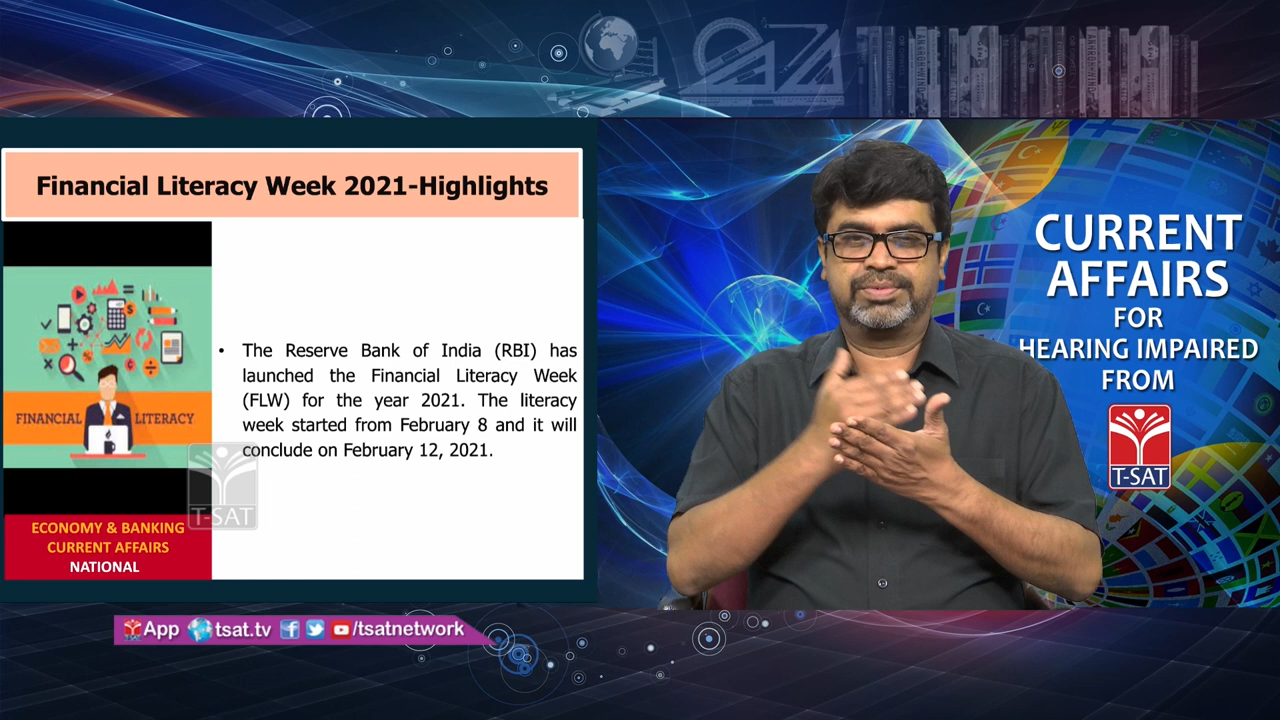 Financial Literacy Week 2021-Highlights
FINANCIAL LITERACY
• The Reserve Bank of India (RBI) has
launched the Financial Literacy Week
(FLW) for the year 2021. The literacy
week started from February 8 and it will
conclude on February 12, 2021.
T-SAT
ECONOMY & BANKING
CURRENT AFFAIRS
NATIONAL
CURRENT
AFFAIRS
FOR
HEARING IMPAIRED
FROM
T-SAT
App tsat.tv /tsatnetwork